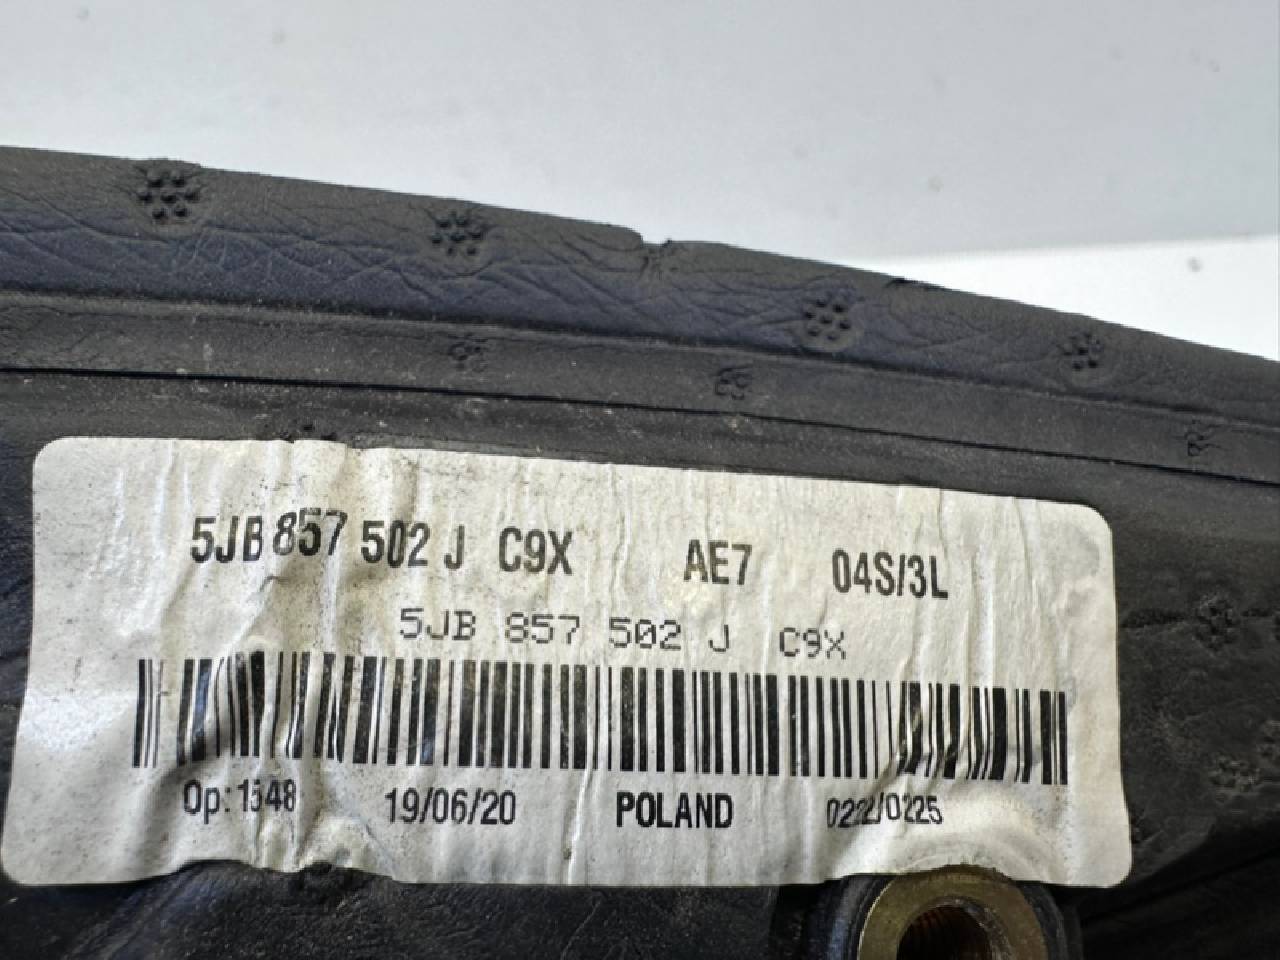 5JB 857 502 J C9X AE7 04S/3L
5JB 857 502 J C9X
Op: 1548 19/06/20 POLAND 0222/0225